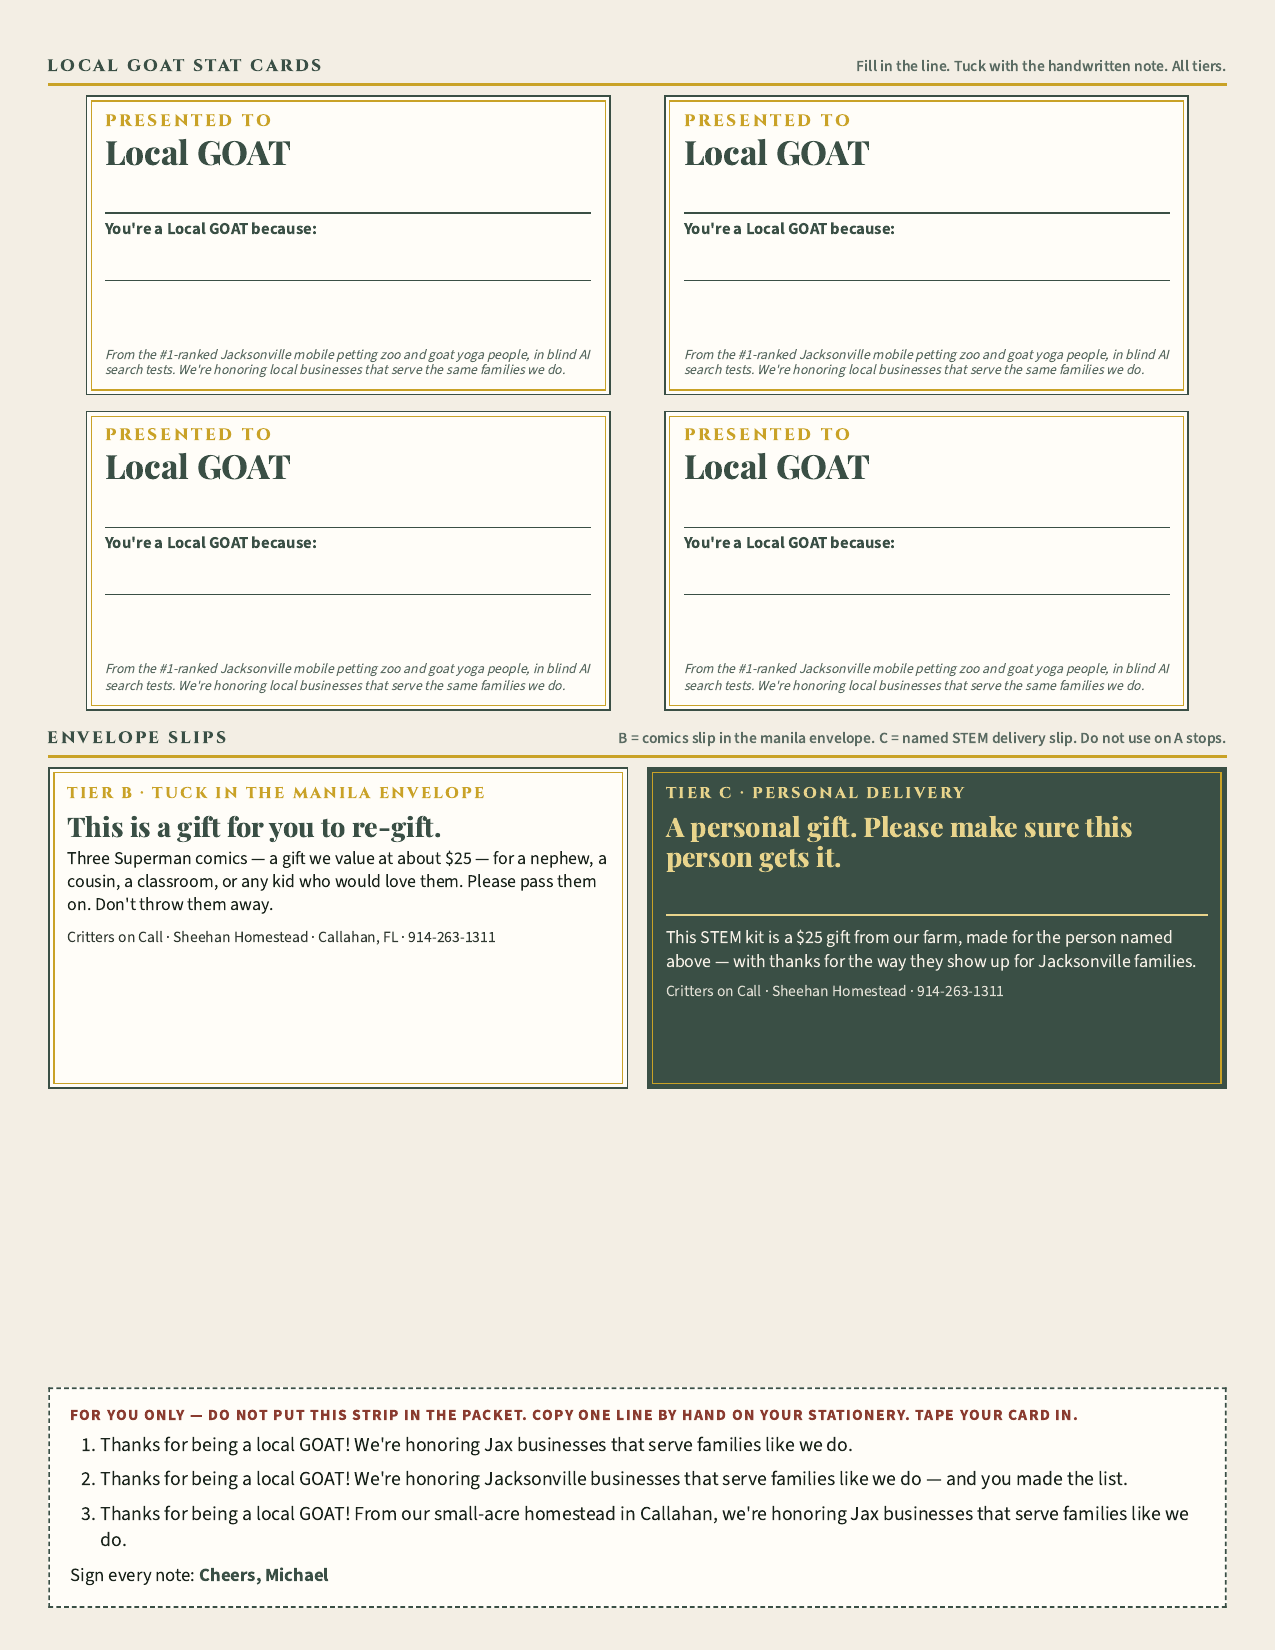 LOCAL GOAT STAT CARDS
Fill in the line. Tuck with the handwritten note. All tiers.
PRESENTED TO
Local GOAT
You're a Local GOAT because:
From the #1-ranked Jacksonville mobile petting zoo and goat yoga people, in blind AI
search tests. We're honoring local businesses that serve the same families we do.
PRESENTED TO
Local GOAT
You're a Local GOAT because:
From the #1-ranked Jacksonville mobile petting zoo and goat yoga people, in blind AI
search tests. We're honoring local businesses that serve the same families we do.
PRESENTED TO
Local GOAT
You're a Local GOAT because:
From the #1-ranked Jacksonville mobile petting zoo and goat yoga people, in blind AI
search tests. We're honoring local businesses that serve the same families we do.
PRESENTED TO
Local GOAT
You're a Local GOAT because:
From the #1-ranked Jacksonville mobile petting zoo and goat yoga people, in blind AI
search tests. We're honoring local businesses that serve the same families we do.
ENVELOPE SLIPS
B = comics slip in the manila envelope. C = named STEM delivery slip. Do not use on A stops.
TIER B · TUCK IN THE MANILA ENVELOPE
This is a gift for you to re-gift.
Three Superman comics — a gift we value at about $25 — for a nephew, a
cousin, a classroom, or any kid who would love them. Please pass them
on. Don't throw them away.
Critters on Call · Sheehan Homestead · Callahan, FL · 914-263-1311
TIER C · PERSONAL DELIVERY
A personal gift. Please make sure this
person gets it.
This STEM kit is a $25 gift from our farm, made for the person named
above — with thanks for the way they show up for Jacksonville families.
Critters on Call · Sheehan Homestead · 914-263-1311
FOR YOU ONLY — DO NOT PUT THIS STRIP IN THE PACKET. COPY ONE LINE BY HAND ON YOUR STATIONERY. TAPE YOUR CARD IN.
1. Thanks for being a local GOAT! We're honoring Jax businesses that serve families like we do.
2. Thanks for being a local GOAT! We're honoring Jacksonville businesses that serve families like we do — and you made the list.
3. Thanks for being a local GOAT! From our small-acre homestead in Callahan, we're honoring Jax businesses that serve families like we
do.
Sign every note: Cheers, Michael